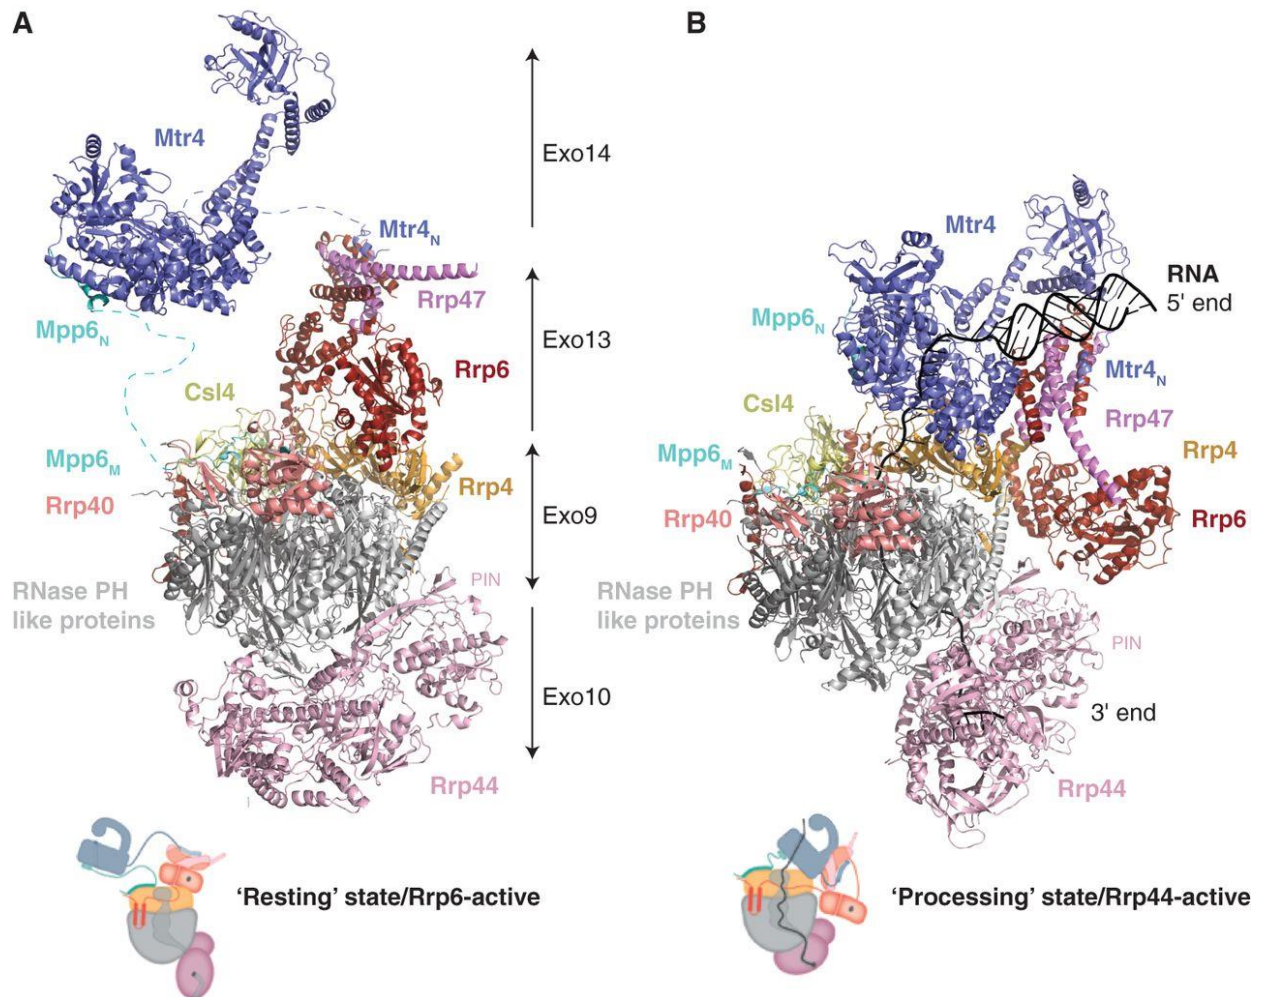 A
Mtr4
Exo14
Mtr4N
Rrp47
Mpp6N
Exo13
Rrp6
Csl4
Mpp6M
Rrp40
Rrp4
Exo9
RNase PH
like proteins
PIN
Exo10
Rrp44
‘Resting’ state/Rrp6-active
B
Mtr4
RNA
5' end
Mpp6N
Mtr4N
Csl4
Rrp47
Mpp6M
Rrp4
Rrp40
Rrp6
RNase PH
like proteins
PIN
3' end
Rrp44
‘Processing’ state/Rrp44-active